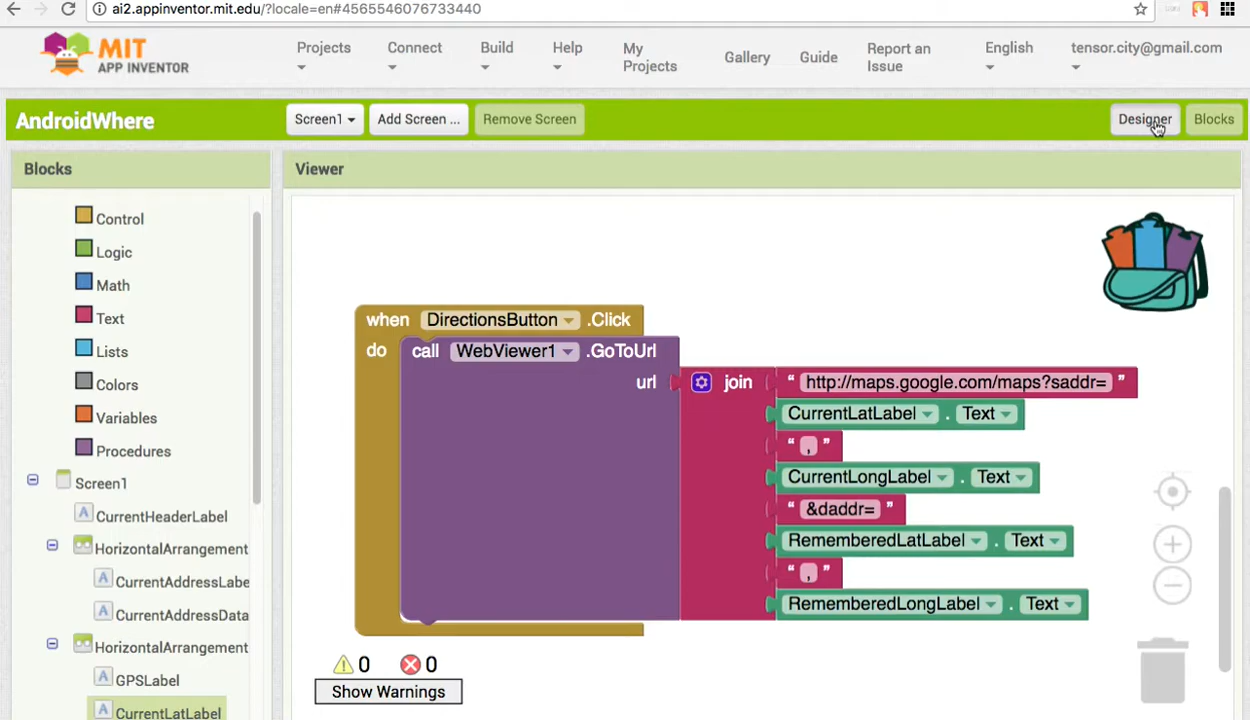 ai2.appinventor.mit.edu/?locale=en#4565546076733440
MIT
APP INVENTOR
Projects
Connect
Build
Help
My
Projects
Gallery
Guide
Report an
Issue
English
tensor.city@gmail.com
AndroidWhere
Screen1
Add Screen ...
Remove Screen
Designer
Blocks
Blocks
Viewer
Control
Logic
Math
Text
Lists
Colors
Variables
Procedures
Screen1
A CurrentHeaderLabel
HorizontalArrangement
A CurrentAddressLabe
A CurrentAddressData
HorizontalArrangement
A GPSLabel
A CurrentLatLabel
when DirectionsButton .Click
do call WebViewer1 .GoToUrl
url join “ http://maps.google.com/maps?saddr= ”
CurrentLatLabel . Text
“ , ”
CurrentLongLabel . Text
“ &daddr= ”
RememberedLatLabel . Text
“ , ”
RememberedLongLabel . Text
0 0
Show Warnings